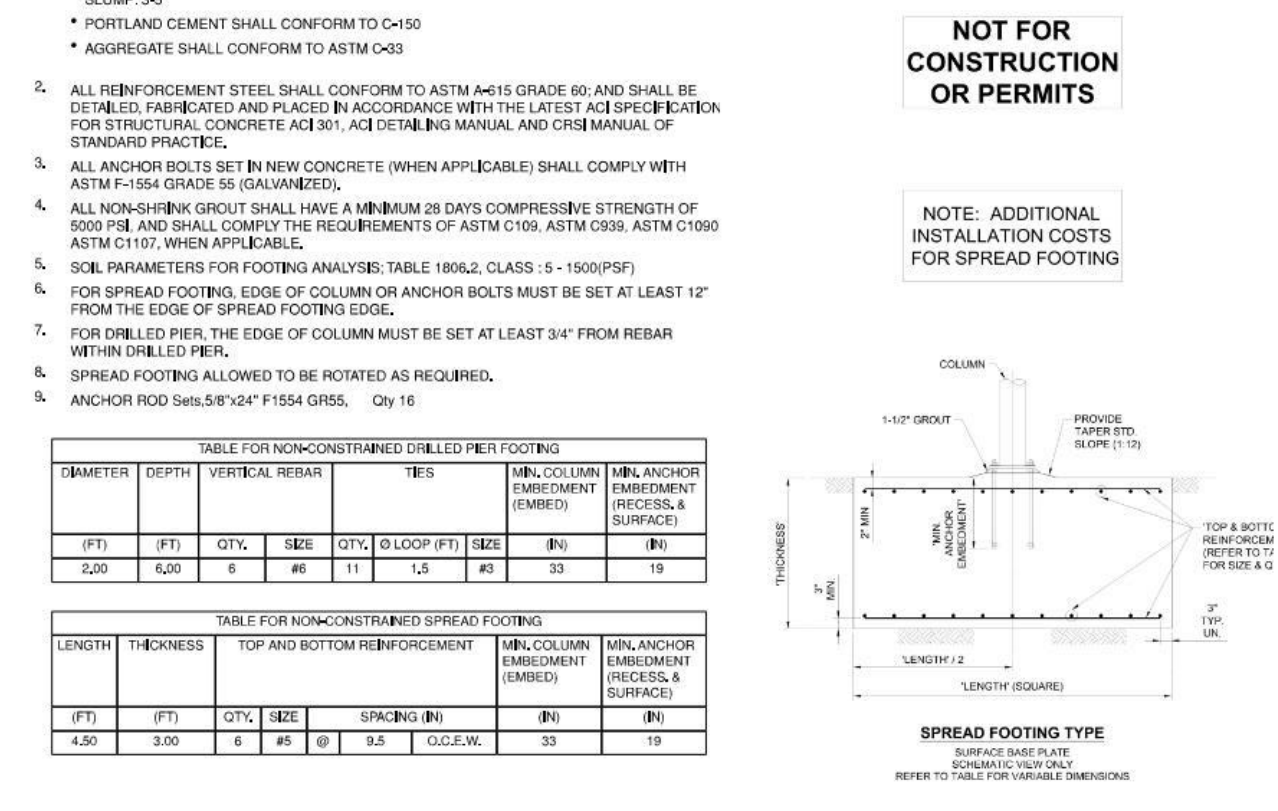 • PORTLAND CEMENT SHALL CONFORM TO C-150
• AGGREGATE SHALL CONFORM TO ASTM C-33
2. ALL REINFORCEMENT STEEL SHALL CONFORM TO ASTM A-615 GRADE 60; AND SHALL BE
DETAILED, FABRICATED AND PLACED IN ACCORDANCE WITH THE LATEST ACI SPECIFICATION
FOR STRUCTURAL CONCRETE ACI 301, ACI DETAILING MANUAL AND CRSI MANUAL OF
STANDARD PRACTICE.
3. ALL ANCHOR BOLTS SET IN NEW CONCRETE (WHEN APPLICABLE) SHALL COMPLY WITH
ASTM F-1554 GRADE 55 (GALVANIZED).
4. ALL NON-SHRINK GROUT SHALL HAVE A MINIMUM 28 DAYS COMPRESSIVE STRENGTH OF
5000 PSI, AND SHALL COMPLY THE REQUIREMENTS OF ASTM C109, ASTM C939, ASTM C1090
ASTM C1107, WHEN APPLICABLE.
5. SOIL PARAMETERS FOR FOOTING ANALYSIS; TABLE 1806.2, CLASS : 5 - 1500(PSF)
6. FOR SPREAD FOOTING, EDGE OF COLUMN OR ANCHOR BOLTS MUST BE SET AT LEAST 12"
FROM THE EDGE OF SPREAD FOOTING EDGE.
7. FOR DRILLED PIER, THE EDGE OF COLUMN MUST BE SET AT LEAST 3/4" FROM REBAR
WITHIN DRILLED PIER.
8. SPREAD FOOTING ALLOWED TO BE ROTATED AS REQUIRED.
9. ANCHOR ROD Sets,5/8"x24" F1554 GR55, Qty 16
TABLE FOR NON-CONSTRAINED DRILLED PIER FOOTING
DIAMETER DEPTH VERTICAL REBAR TIES MIN. COLUMN MIN. ANCHOR
EMBEDMENT EMBEDMENT
(EMBED) (RECESS. &
SURFACE)
(FT) (FT) QTY. SIZE QTY. Ø LOOP (FT) SIZE (IN) (IN)
2.00 6.00 6 #6 11 1.5 #3 33 19
TABLE FOR NON-CONSTRAINED SPREAD FOOTING
LENGTH THICKNESS TOP AND BOTTOM REINFORCEMENT MIN. COLUMN MIN. ANCHOR
EMBEDMENT EMBEDMENT
(EMBED) (RECESS. &
SURFACE)
(FT) (FT) QTY. SIZE SPACING (IN) (IN) (IN)
4.50 3.00 6 #5 @ 9.5 O.C.E.W. 33 19
NOT FOR
CONSTRUCTION
OR PERMITS
NOTE: ADDITIONAL
INSTALLATION COSTS
FOR SPREAD FOOTING
COLUMN
1-1/2" GROUT
PROVIDE
TAPER STD.
SLOPE (1:12)
'THICKNESS'
2" MIN
'MIN.
ANCHOR
EMBEDMENT'
3"
MIN.
'TOP & BOTTO
REINFORCEM
(REFER TO TA
FOR SIZE & Q
3"
TYP.
UN.
'LENGTH' / 2
'LENGTH' (SQUARE)
SPREAD FOOTING TYPE
SURFACE BASE PLATE
SCHEMATIC VIEW ONLY
REFER TO TABLE FOR VARIABLE DIMENSIONS